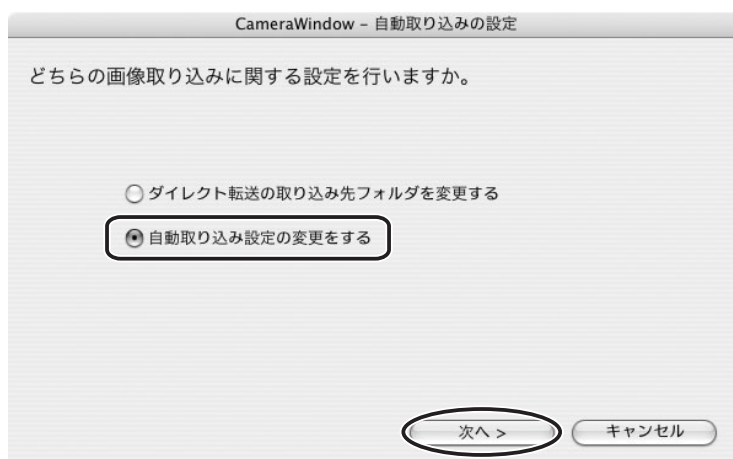 CameraWindow – 自動取り込みの設定
どちらの画像取り込みに関する設定を行いますか。
ダイレクト転送の取り込み先フォルダを変更する
自動取り込み設定の変更をする
次へ >
キャンセル